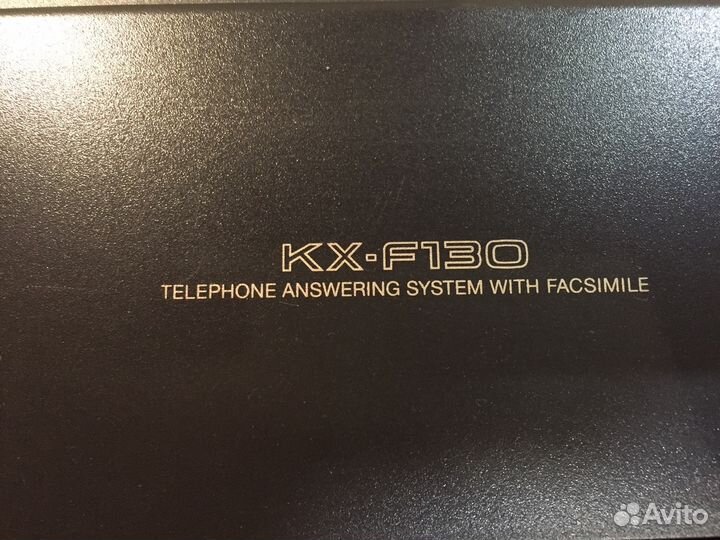 KX-F130
TELEPHONE ANSWERING SYSTEM WITH FACSIMILE
Avito